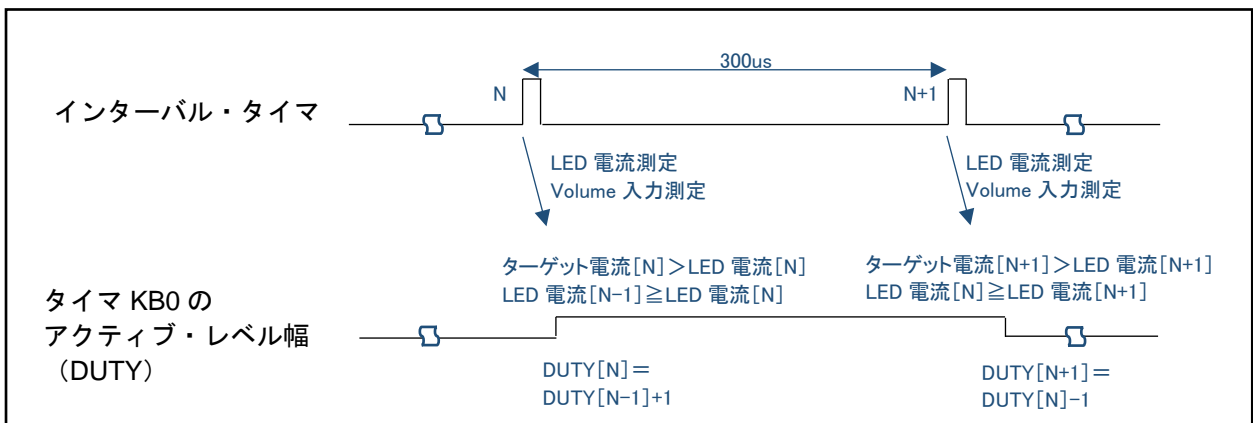 300us
N
N+1
インターバル・タイマ
LED 電流測定
Volume 入力測定
LED 電流測定
Volume 入力測定
ターゲット電流[N]＞LED 電流[N]
LED 電流[N-1]≧LED 電流[N]
ターゲット電流[N+1]＞LED 電流[N+1]
LED 電流[N]≧LED 電流[N+1]
タイマ KB0 の
アクティブ・レベル幅
（DUTY）
DUTY[N]＝
DUTY[N-1]+1
DUTY[N+1]＝
DUTY[N]-1